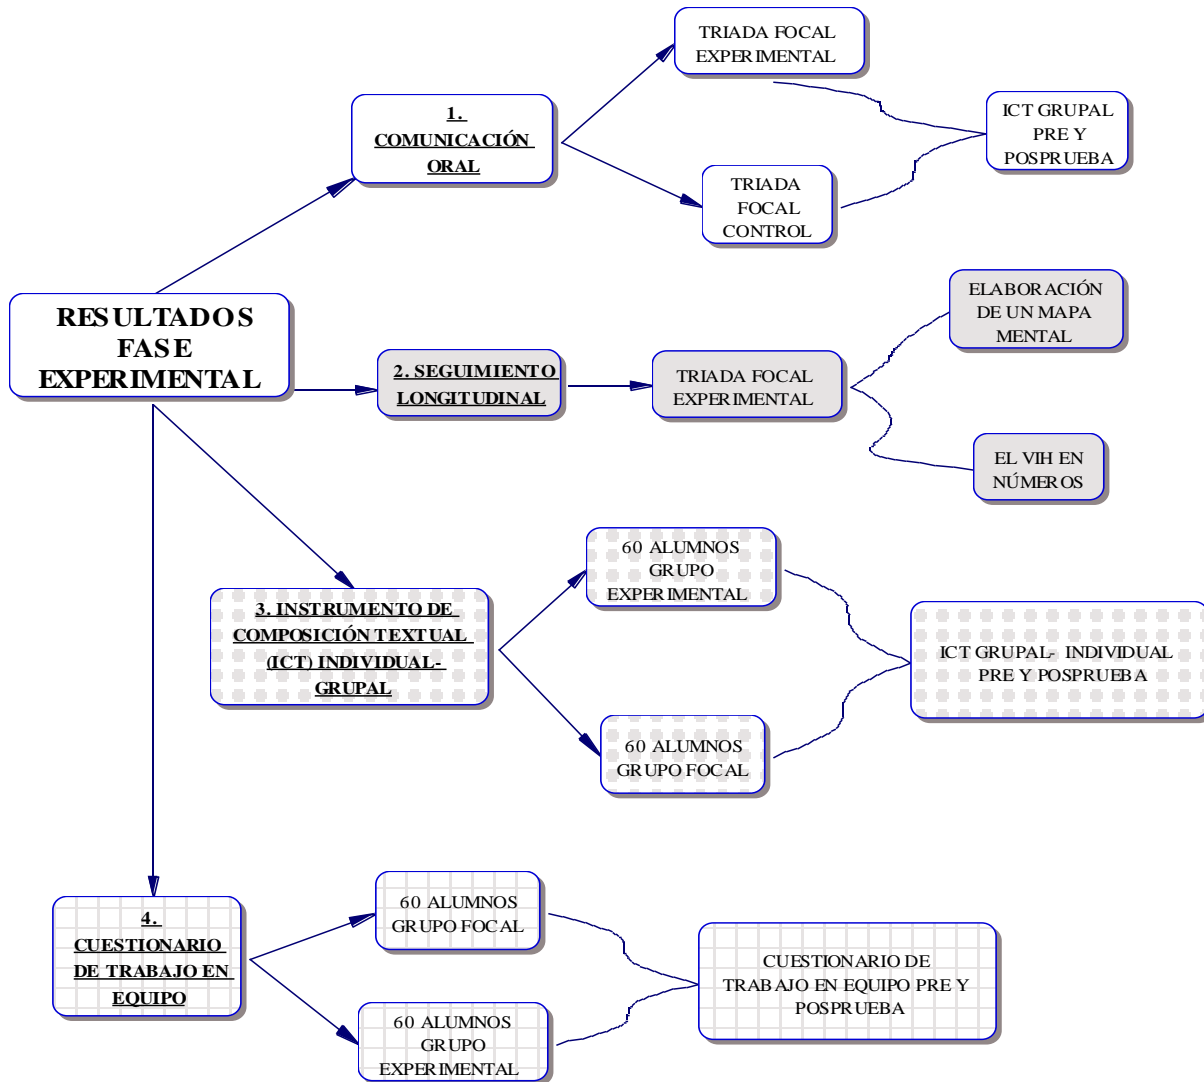 RESULTADOS
FASE
EXPERIMENTAL
1.
COMUNICACIÓN
ORAL
TRIADA FOCAL
EXPERIMENTAL
TRIADA
FOCAL
CONTROL
ICT GRUPAL
PRE Y
POSPRUEBA
2. SEGUIMIENTO
LONGITUDINAL
TRIADA FOCAL
EXPERIMENTAL
ELABORACIÓN
DE UN MAPA
MENTAL
EL VIH EN
NÚMEROS
3. INSTRUMENTO DE
COMPOSICIÓN TEXTUAL
(ICT) INDIVIDUAL-
GRUPAL
60 ALUMNOS
GRUPO
EXPERIMENTAL
60 ALUMNOS
GRUPO FOCAL
ICT GRUPAL- INDIVIDUAL
PRE Y POSPRUEBA
4.
CUESTIONARIO
DE TRABAJO EN
EQUIPO
60 ALUMNOS
GRUPO FOCAL
60 ALUMNOS
GRUPO
EXPERIMENTAL
CUESTIONARIO DE
TRABAJO EN EQUIPO PRE Y
POSPRUEBA